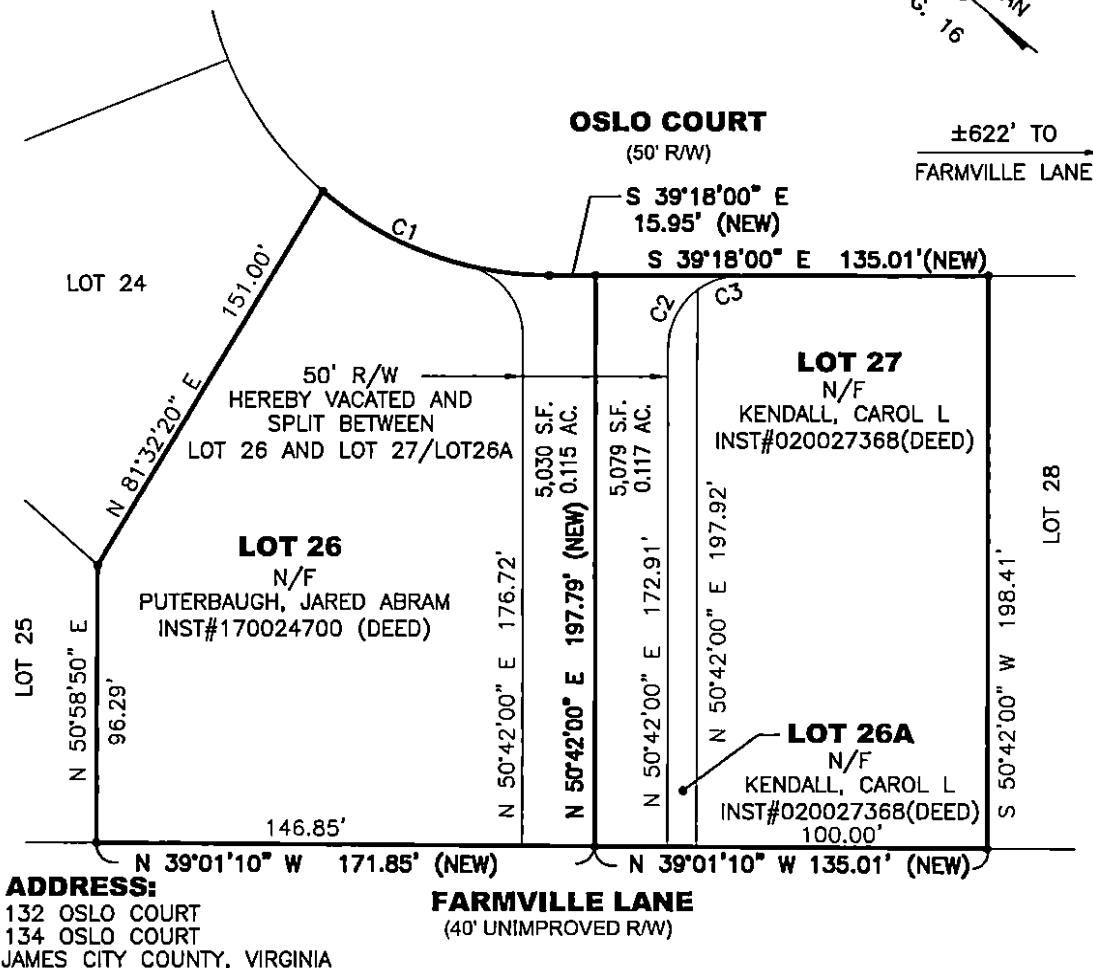 G. 16
OSLO COURT
(50' R/W)
±622' TO
FARMVILLE LANE
S 39°18'00" E
15.95' (NEW)
S 39°18'00" E 135.01'(NEW)
C1
LOT 24
151.00'
N 81°32'20" E
C2
C3
50' R/W
HEREBY VACATED AND
SPLIT BETWEEN
LOT 26 AND LOT 27/LOT26A
LOT 27
N/F
KENDALL, CAROL L
INST#020027368(DEED)
5,030 S.F.
0.115 AC.
5,079 S.F.
0.117 AC.
LOT 28
LOT 26
N/F
PUTERBAUGH, JARED ABRAM
INST#170024700 (DEED)
LOT 25
N 50°58'50" E
96.29'
N 50°42'00" E 176.72'
N 50°42'00" E 197.79' (NEW)
N 50°42'00" E 172.91'
N 50°42'00" E 197.92'
S 50°42'00" W 198.41'
LOT 26A
N/F
KENDALL, CAROL L
INST#020027368(DEED)
146.85'
100.00'
N 39°01'10" W 171.85' (NEW)
N 39°01'10" W 135.01' (NEW)
FARMVILLE LANE
(40' UNIMPROVED R/W)
ADDRESS:
132 OSLO COURT
134 OSLO COURT
JAMES CITY COUNTY, VIRGINIA